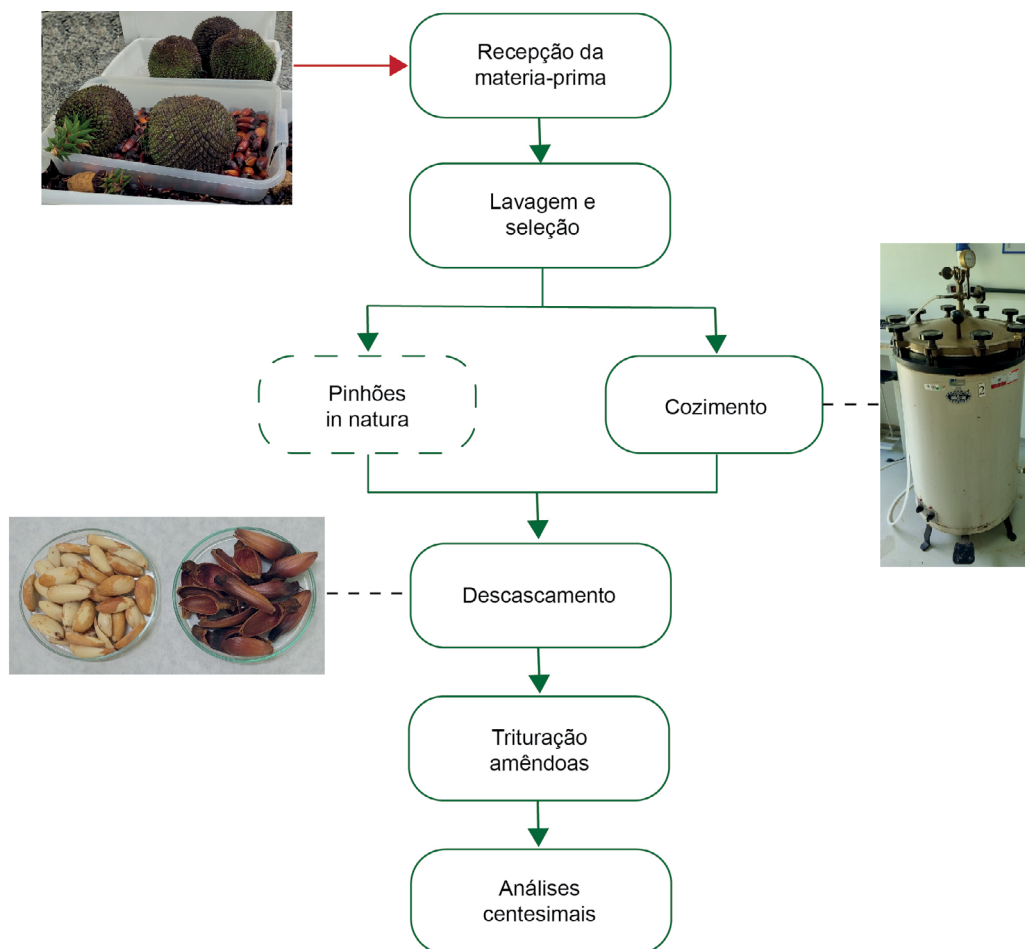 Recepção da
materia-prima
Lavagem e
seleção
Pinhões
in natura
Cozimento
Descascamento
Trituração
amêndoas
Análises
centesimais